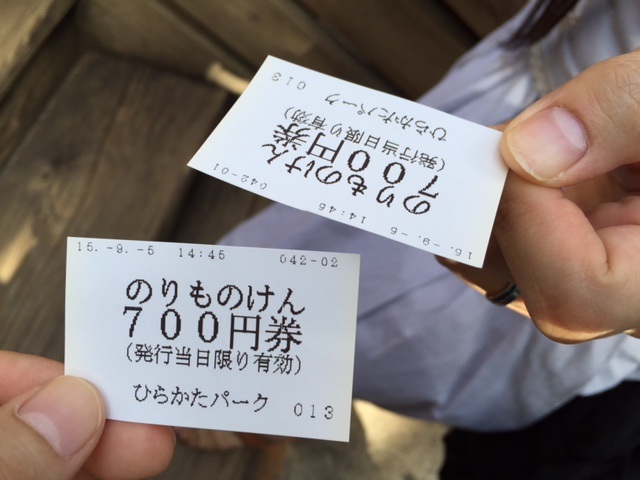 15.-9.-5 14:45 042-02
のりものけん
700円券
(発行当日限り有効)
ひらかたパーク 013
15.-9.-5 14:45 042-01
のりものけん
700円券
(発行当日限り有効)
ひらかたパーク 013